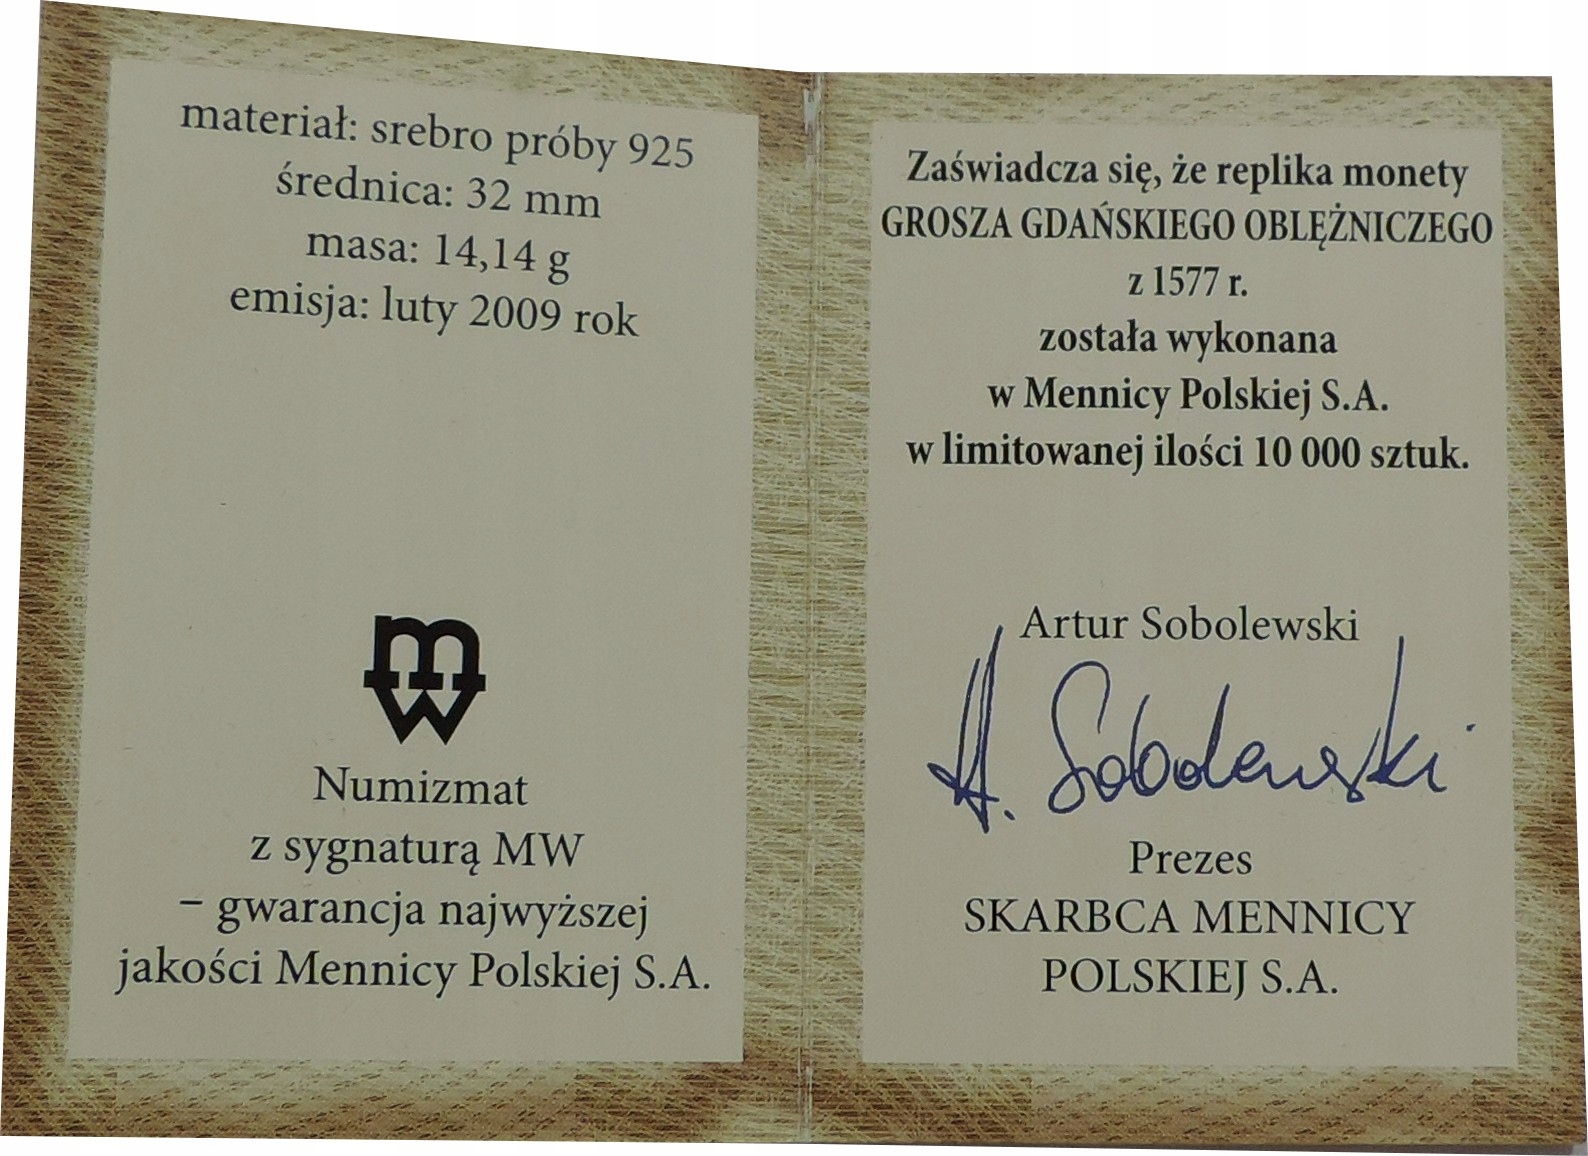 materiał: srebro próby 925
średnica: 32 mm
masa: 14,14 g
emisja: luty 2009 rok
mw
Numizmat
z sygnaturą MW
– gwarancja najwyższej
jakości Mennicy Polskiej S.A.
Zaświadcza się, że replika monety
GROSZA GDAŃSKIEGO OBLĘŻNICZEGO
z 1577 r.
została wykonana
w Mennicy Polskiej S.A.
w limitowanej ilości 10 000 sztuk.
Artur Sobolewski
A. Sobolewski
Prezes
SKARBCA MENNICY
POLSKIEJ S.A.